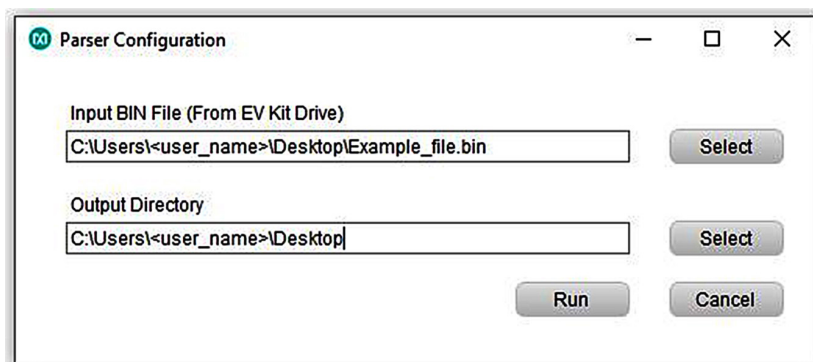 Parser Configuration
Input BIN File (From EV Kit Drive)
C:\Users\<user_name>\Desktop\Example_file.bin
Select
Output Directory
C:\Users\<user_name>\Desktop
Select
Run
Cancel